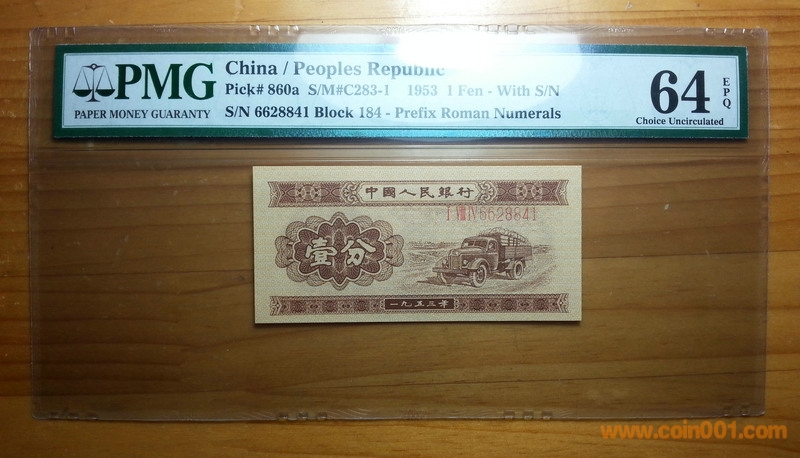 PMG
PAPER MONEY GUARANTY
China / Peoples Republic
Pick# 860a S/M#C283-1 1953 1 Fen - With S/N
S/N 6628841 Block 184 - Prefix Roman Numerals
64
EPQ
Choice Uncirculated
中國人民銀行
I VIII IV 6628841
壹分
一九五三年
www.coin001.com